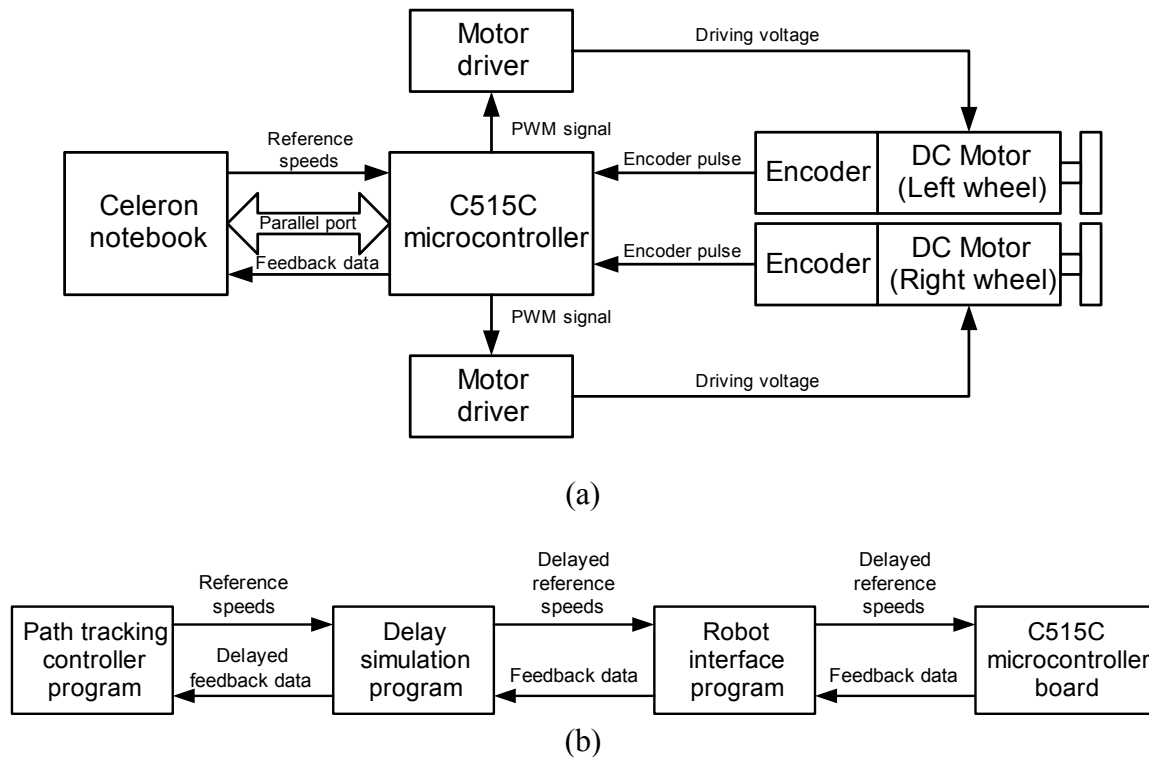 Motor
driver
Driving voltage
PWM signal
Reference
speeds
Encoder pulse
Encoder
DC Motor
(Left wheel)
Celeron
notebook
Parallel port
C515C
microcontroller
Feedback data
Encoder pulse
Encoder
DC Motor
(Right wheel)
PWM signal
Motor
driver
Driving voltage
(a)
Reference
speeds
Delayed
reference
speeds
Delayed
reference
speeds
Path tracking
controller
program
Delayed
feedback data
Delay
simulation
program
Feedback data
Robot
interface
program
Feedback data
C515C
microcontroller
board
(b)